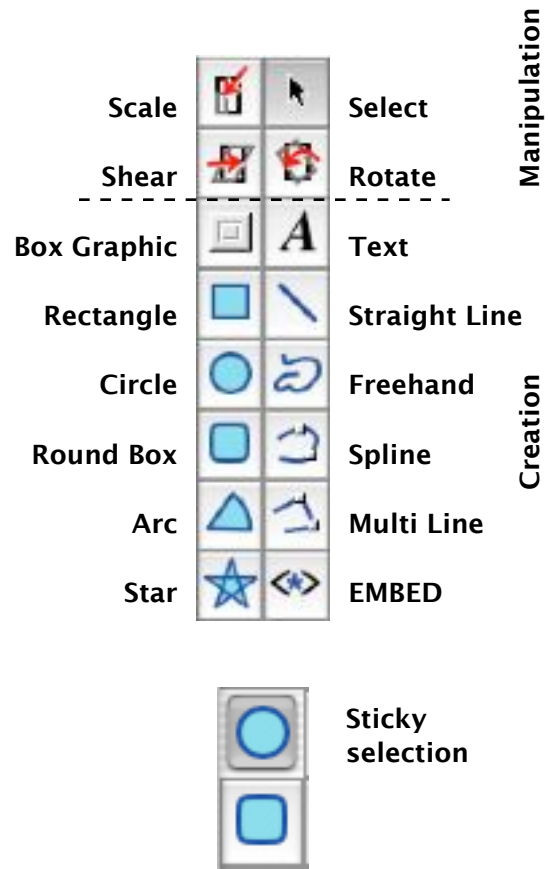 Manipulation
Scale Select
Shear Rotate
Box Graphic A Text
Rectangle Straight Line
Circle Freehand
Creation
Round Box Spline
Arc Multi Line
Star <*> EMBED
Sticky
selection